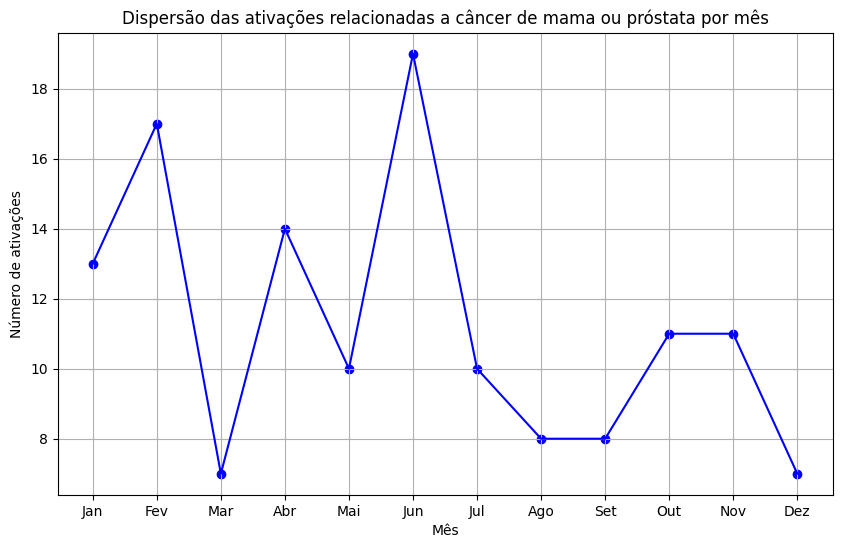 Dispersão das ativações relacionadas a câncer de mama ou próstata por mês
Número de ativações
18
16
14
12
10
8
Jan Fev Mar Abr Mai Jun Jul Ago Set Out Nov Dez
Mês